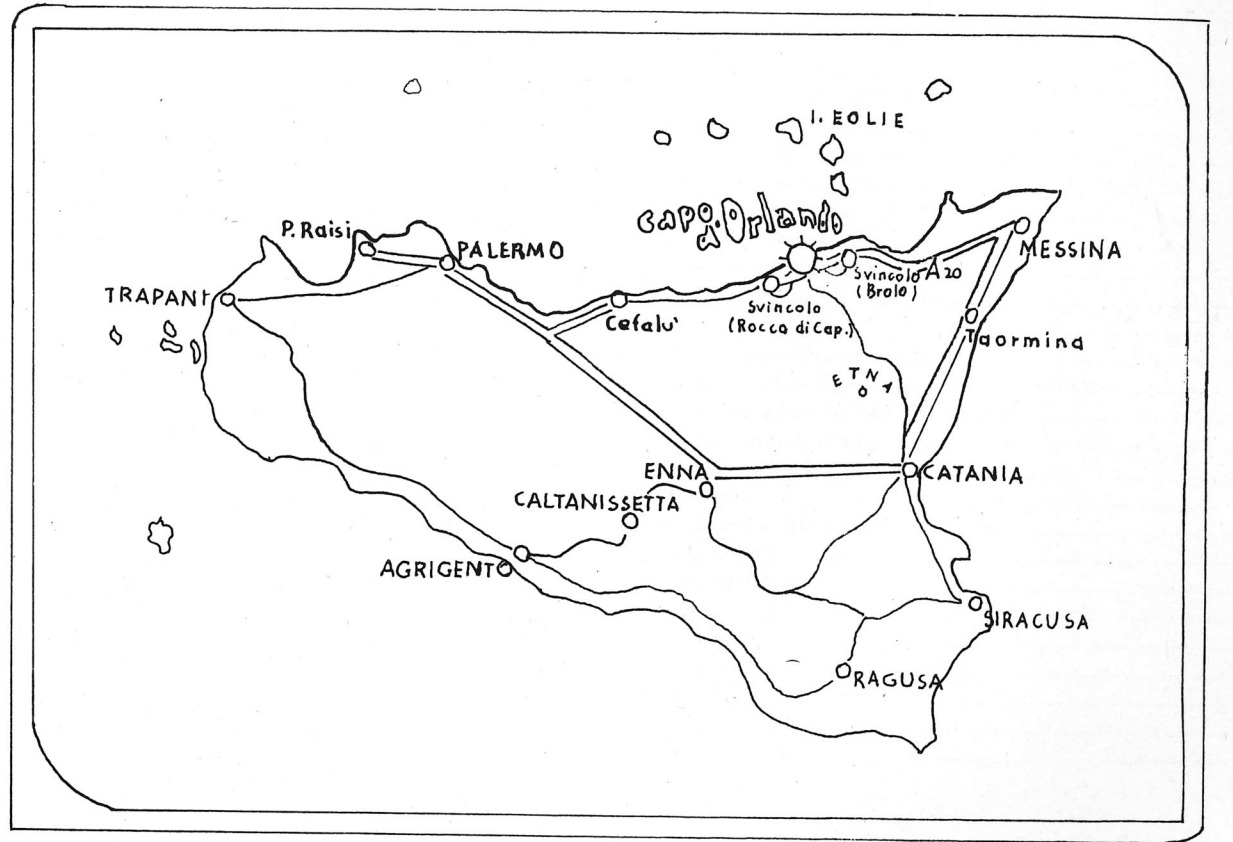 I. EOLIE
capo
d'Orlando
P. Raisi
PALERMO
MESSINA
TRAPANI
Cefalu'
Svincolo
(Rocca di Cap.)
Svincolo
(Brolo)
A20
Taormina
ETNA
ENNA
CATANIA
CALTANISSETTA
AGRIGENTO
SIRACUSA
RAGUSA